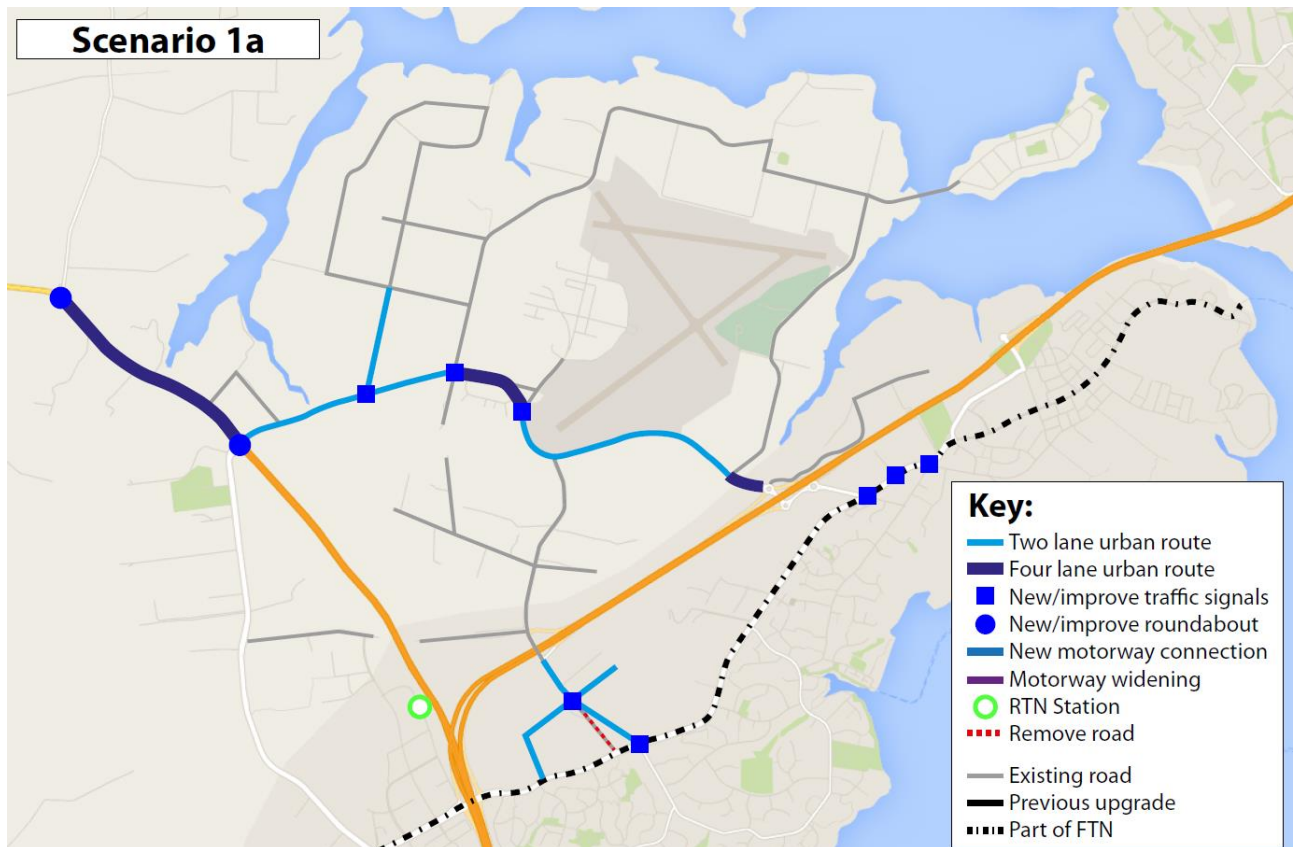 Scenario 1a
Key:
Two lane urban route
Four lane urban route
New/improve traffic signals
New/improve roundabout
New motorway connection
Motorway widening
RTN Station
Remove road
Existing road
Previous upgrade
Part of FTN